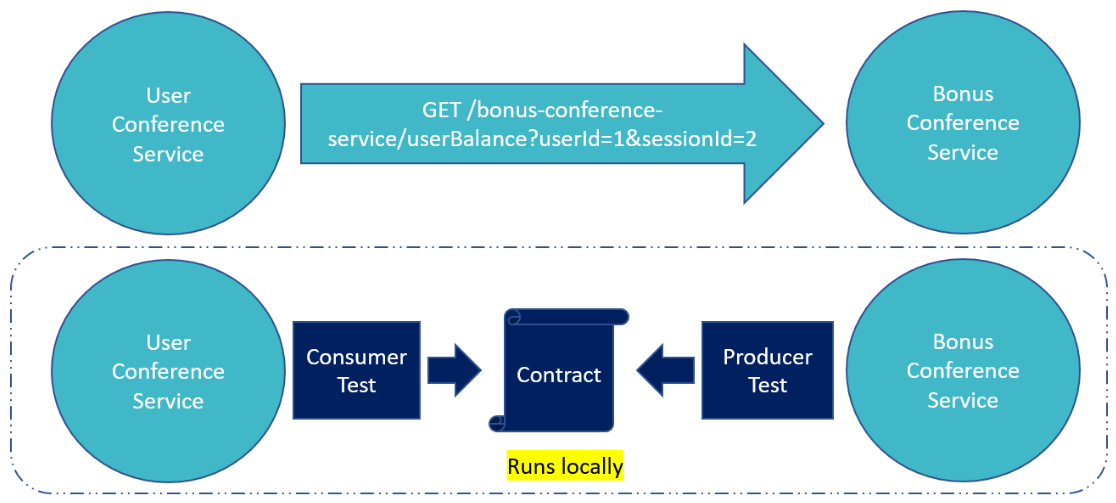 User
Conference
Service
GET /bonus-conference-
service/userBalance?userId=1&sessionId=2
Bonus
Conference
Service
User
Conference
Service
Consumer
Test
Contract
Producer
Test
Bonus
Conference
Service
Runs locally